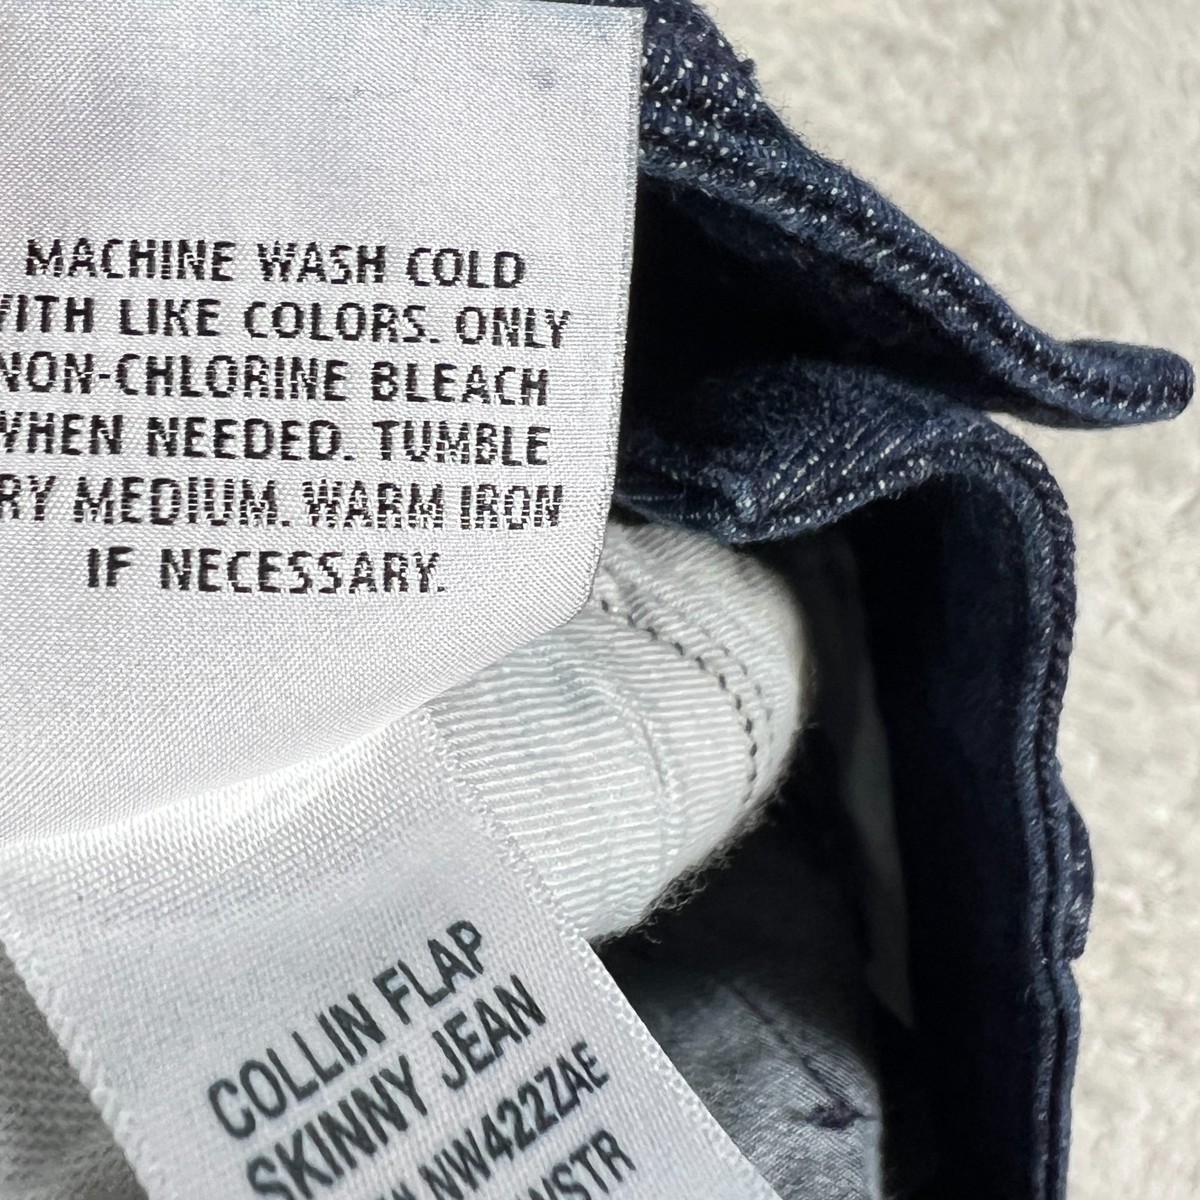 MACHINE WASH COLD
WITH LIKE COLORS. ONLY
NON-CHLORINE BLEACH
WHEN NEEDED. TUMBLE
DRY MEDIUM. WARM IRON
IF NECESSARY.
COLLIN FLAP
SKINNY JEAN
NW422ZAE